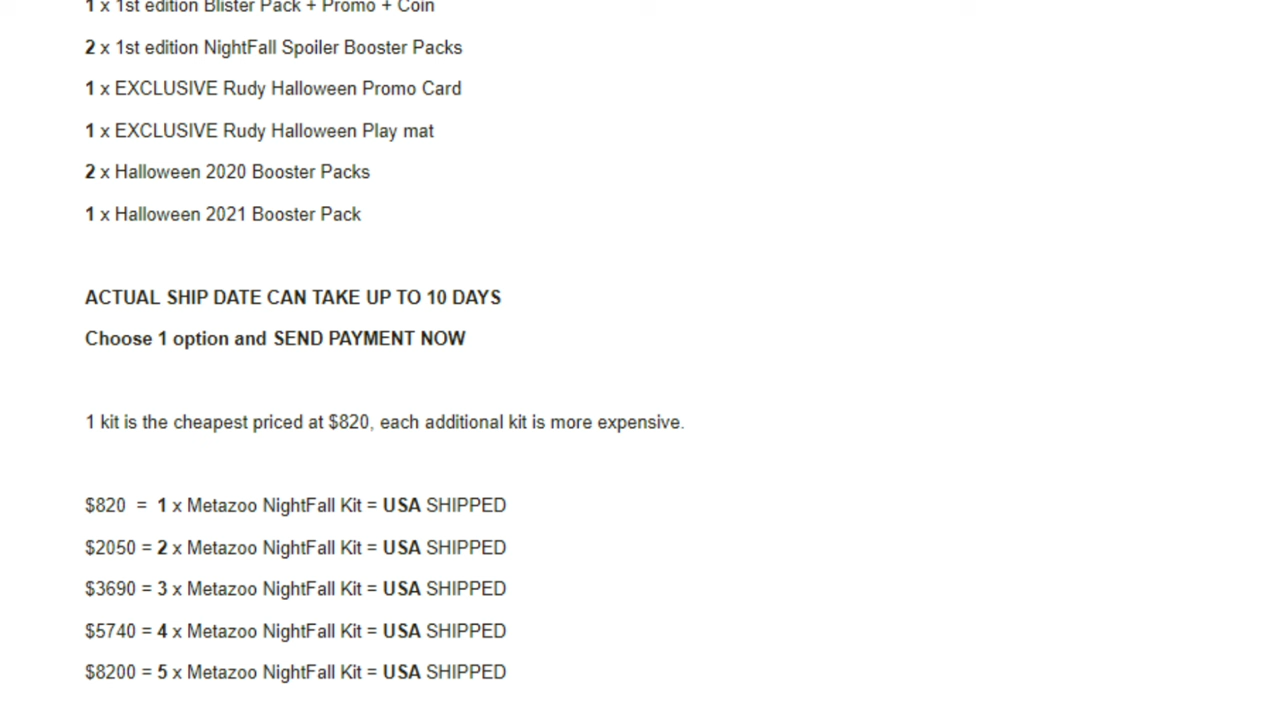 1 x 1st edition Blister Pack + Promo + Coin
2 x 1st edition NightFall Spoiler Booster Packs
1 x EXCLUSIVE Rudy Halloween Promo Card
1 x EXCLUSIVE Rudy Halloween Play mat
2 x Halloween 2020 Booster Packs
1 x Halloween 2021 Booster Pack
ACTUAL SHIP DATE CAN TAKE UP TO 10 DAYS
Choose 1 option and SEND PAYMENT NOW
1 kit is the cheapest priced at $820, each additional kit is more expensive.
$820 = 1 x Metazoo NightFall Kit = USA SHIPPED
$2050 = 2 x Metazoo NightFall Kit = USA SHIPPED
$3690 = 3 x Metazoo NightFall Kit = USA SHIPPED
$5740 = 4 x Metazoo NightFall Kit = USA SHIPPED
$8200 = 5 x Metazoo NightFall Kit = USA SHIPPED